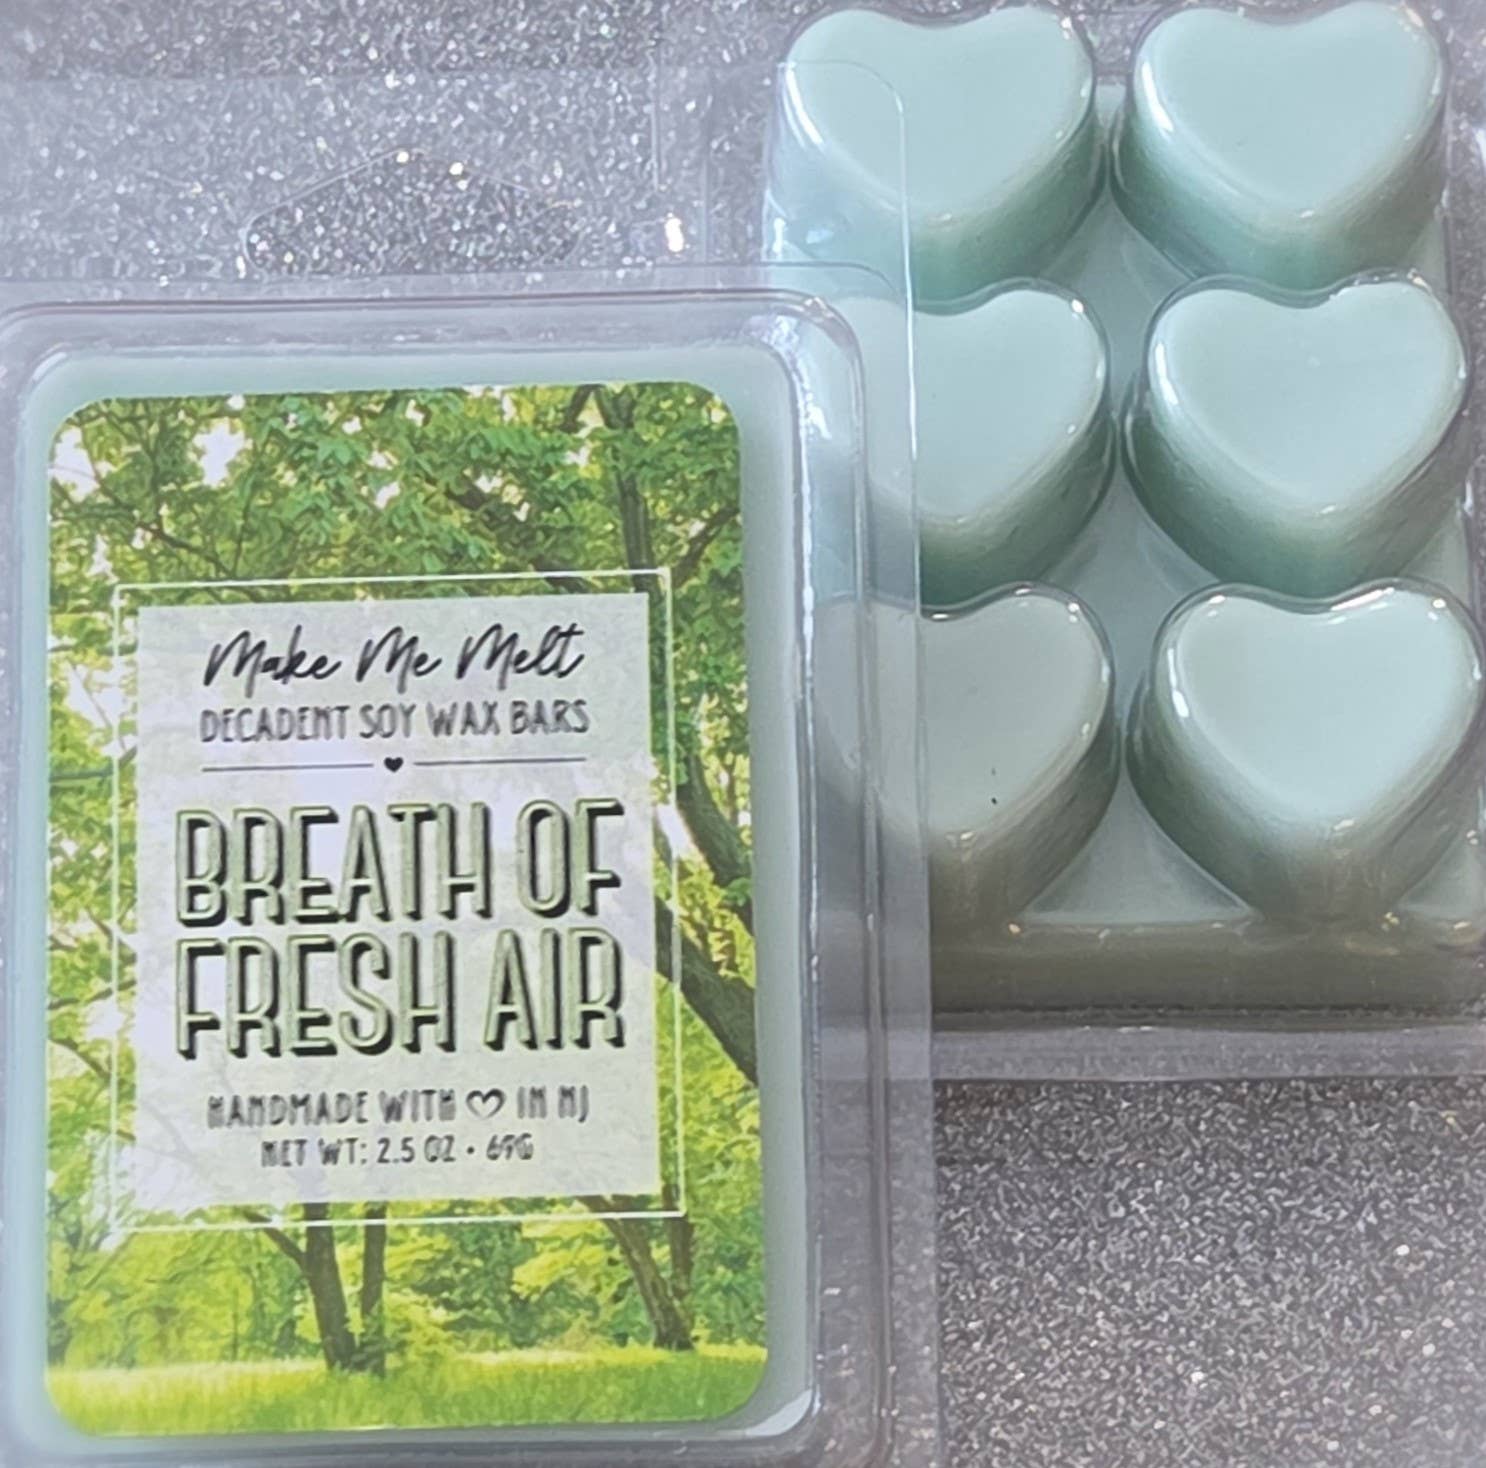 Make Me Melt
DECADENT SOY WAX BARS
BREATH OF
FRESH AIR
HANDMADE WITH ♡ IN NJ
NET WT: 2.5 OZ • 69G